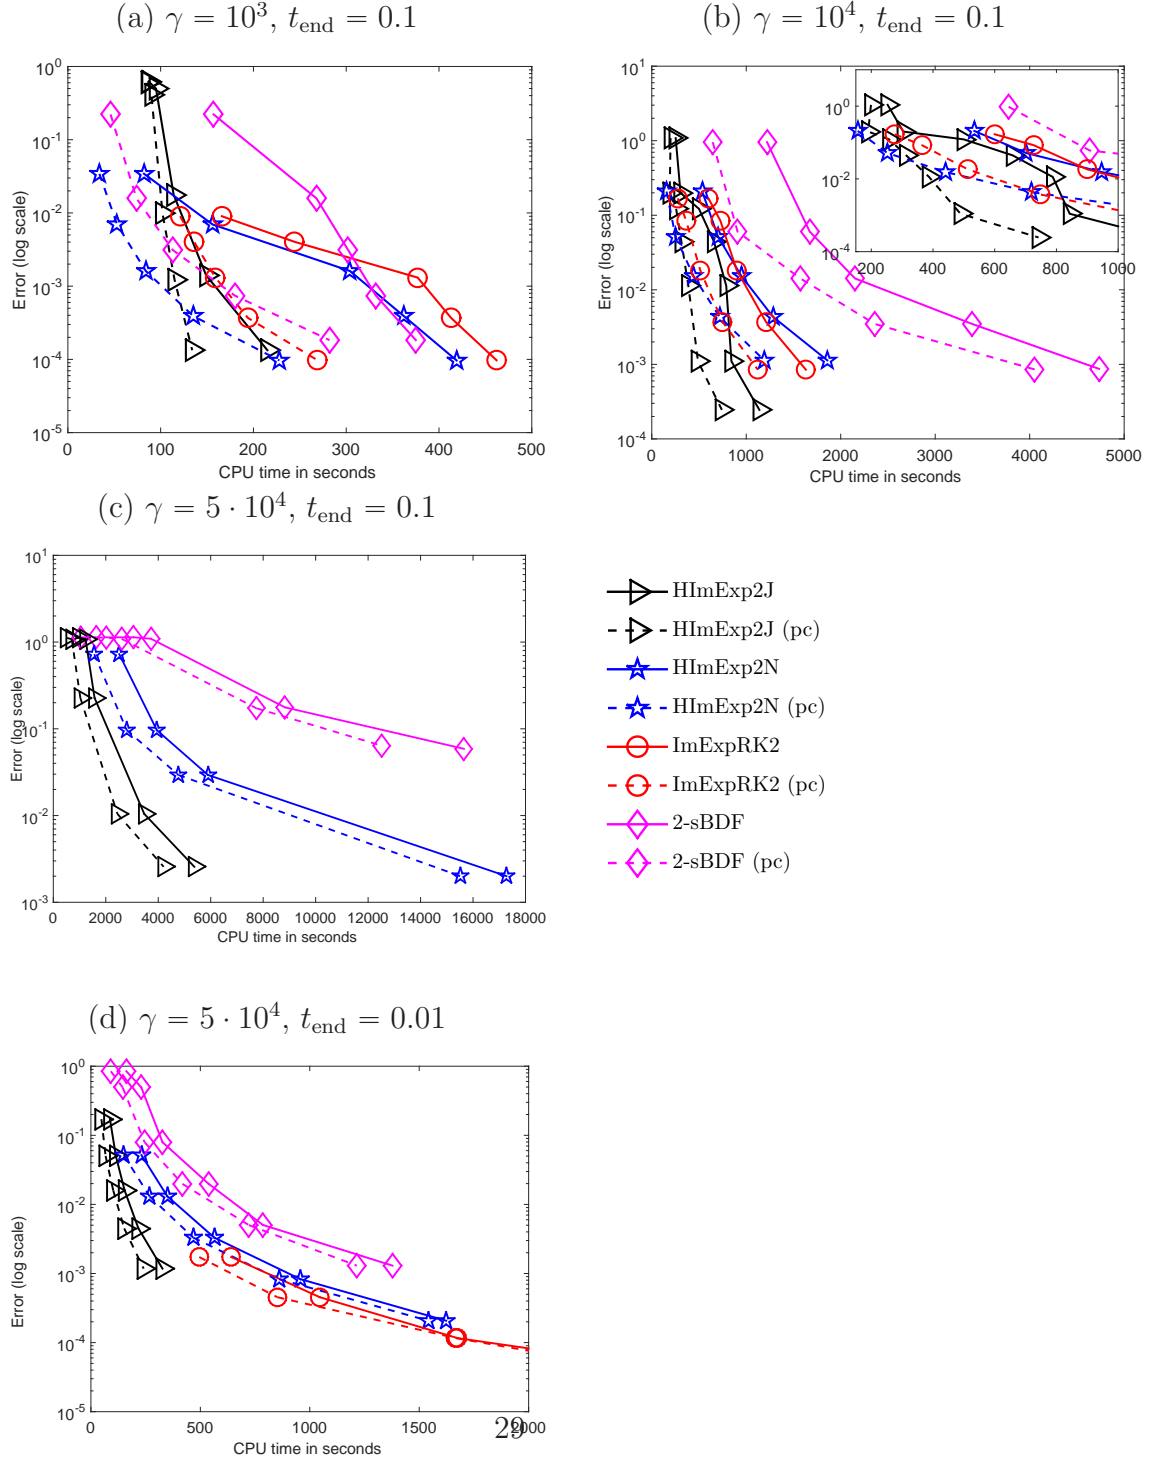 (a) γ = 10³, t_end = 0.1
(b) γ = 10⁴, t_end = 0.1
10⁰
10⁻¹
10⁻²
10⁻³
10⁻⁴
10⁻⁵
Error (log scale)
0 100 200 300 400 500
CPU time in seconds
10¹
10⁰
10⁻¹
10⁻²
10⁻³
10⁻⁴
Error (log scale)
10⁰
10⁻²
10⁻⁴
200 400 600 800 1000
0 1000 2000 3000 4000 5000
CPU time in seconds
(c) γ = 5 · 10⁴, t_end = 0.1
10¹
10⁰
10⁻¹
10⁻²
10⁻³
Error (log scale)
0 2000 4000 6000 8000 10000 12000 14000 16000 18000
CPU time in seconds
HImExp2J
HImExp2J (pc)
HImExp2N
HImExp2N (pc)
ImExpRK2
ImExpRK2 (pc)
2-sBDF
2-sBDF (pc)
(d) γ = 5 · 10⁴, t_end = 0.01
10⁰
10⁻¹
10⁻²
10⁻³
10⁻⁴
10⁻⁵
Error (log scale)
0 500 1000 1500 2000
CPU time in seconds
29